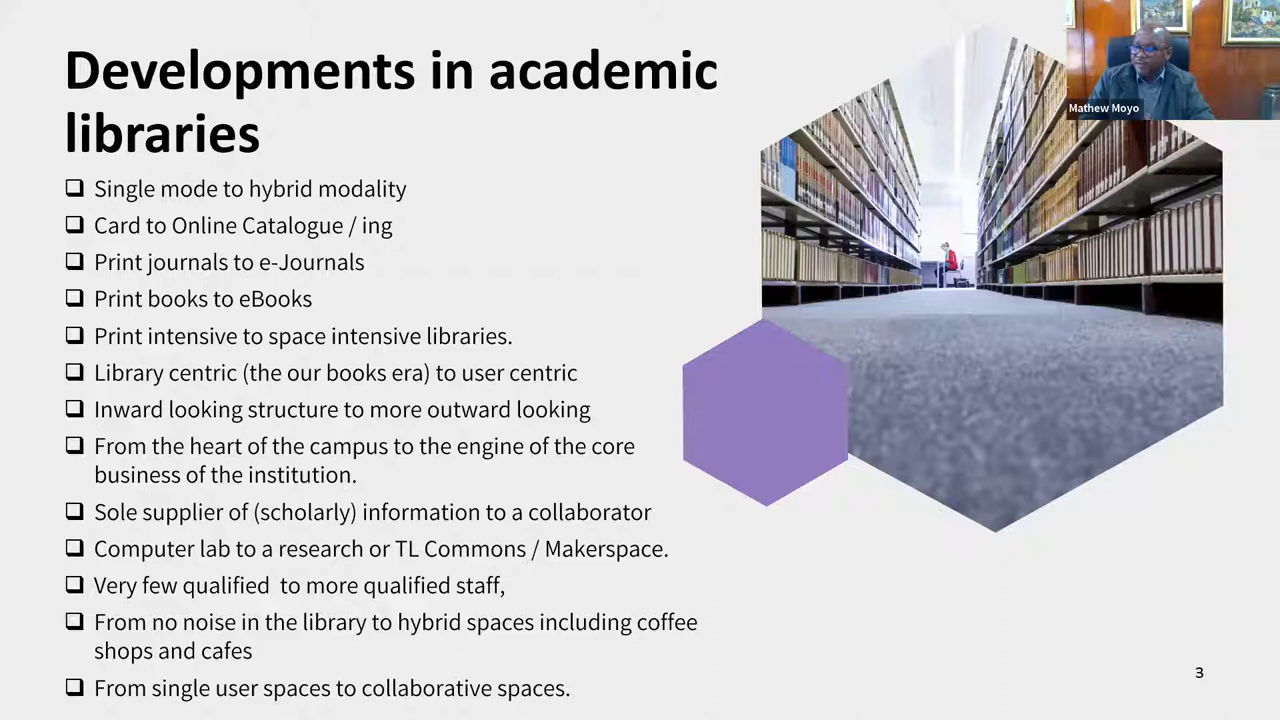 Developments in academic
libraries
Single mode to hybrid modality
Card to Online Catalogue / ing
Print journals to e-Journals
Print books to eBooks
Print intensive to space intensive libraries.
Library centric (the our books era) to user centric
Inward looking structure to more outward looking
From the heart of the campus to the engine of the core
business of the institution.
Sole supplier of (scholarly) information to a collaborator
Computer lab to a research or TL Commons / Makerspace.
Very few qualified  to more qualified staff,
From no noise in the library to hybrid spaces including coffee
shops and cafes
From single user spaces to collaborative spaces.
Mathew Moyo
3